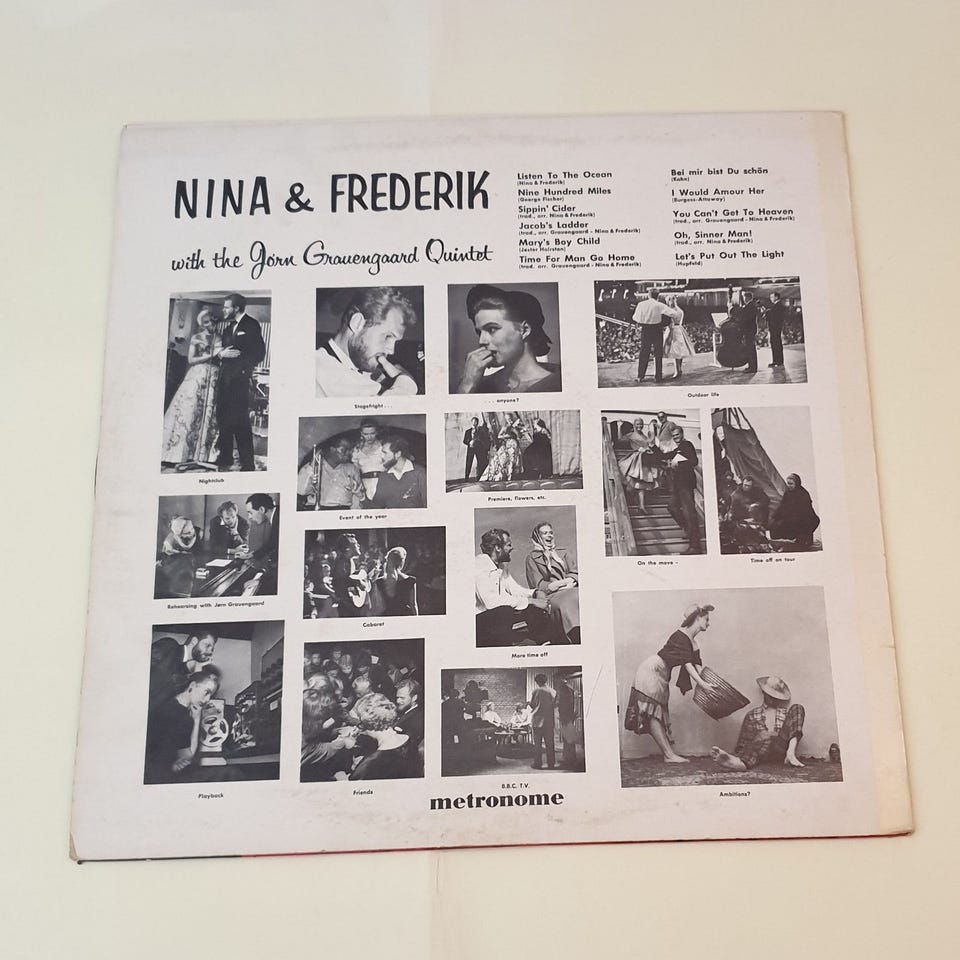 NINA & FREDERIK
with the Jørn Grauengaard Quintet
Listen To The Ocean
(Nina & Frederik)
Nine Hundred Miles
(George Fischer)
Sippin' Cider
(trad., arr. Nina & Frederik)
Jacob's Ladder
(trad., arr. Grauengaard - Nina & Frederik)
Mary's Boy Child
(Jester Hairston)
Time For Man Go Home
(trad., arr. Grauengaard - Nina & Frederik)
Bei mir bist Du schön
(Kahn)
I Would Amour Her
(Burgess-Attaway)
You Can't Get To Heaven
(trad., arr. Grauengaard - Nina & Frederik)
Oh, Sinner Man!
(trad., arr. Nina & Frederik)
Let's Put Out The Light
(Hupfeld)
Nightclub
Stagefright...
...anyone?
Outdoor life
Event of the year
Premiere, flowers, etc.
On the move -
Time off on tour
Rehearsing with Jørn Grauengaard
Cabaret
More time off
Playback
Friends
B.B.C. T.V.
Ambitions?
metronome